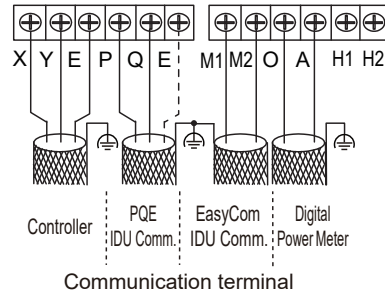 X Y E P Q E M1 M2 O A H1 H2
Controller PQE IDU Comm. EasyCom IDU Comm. Digital Power Meter
Communication terminal